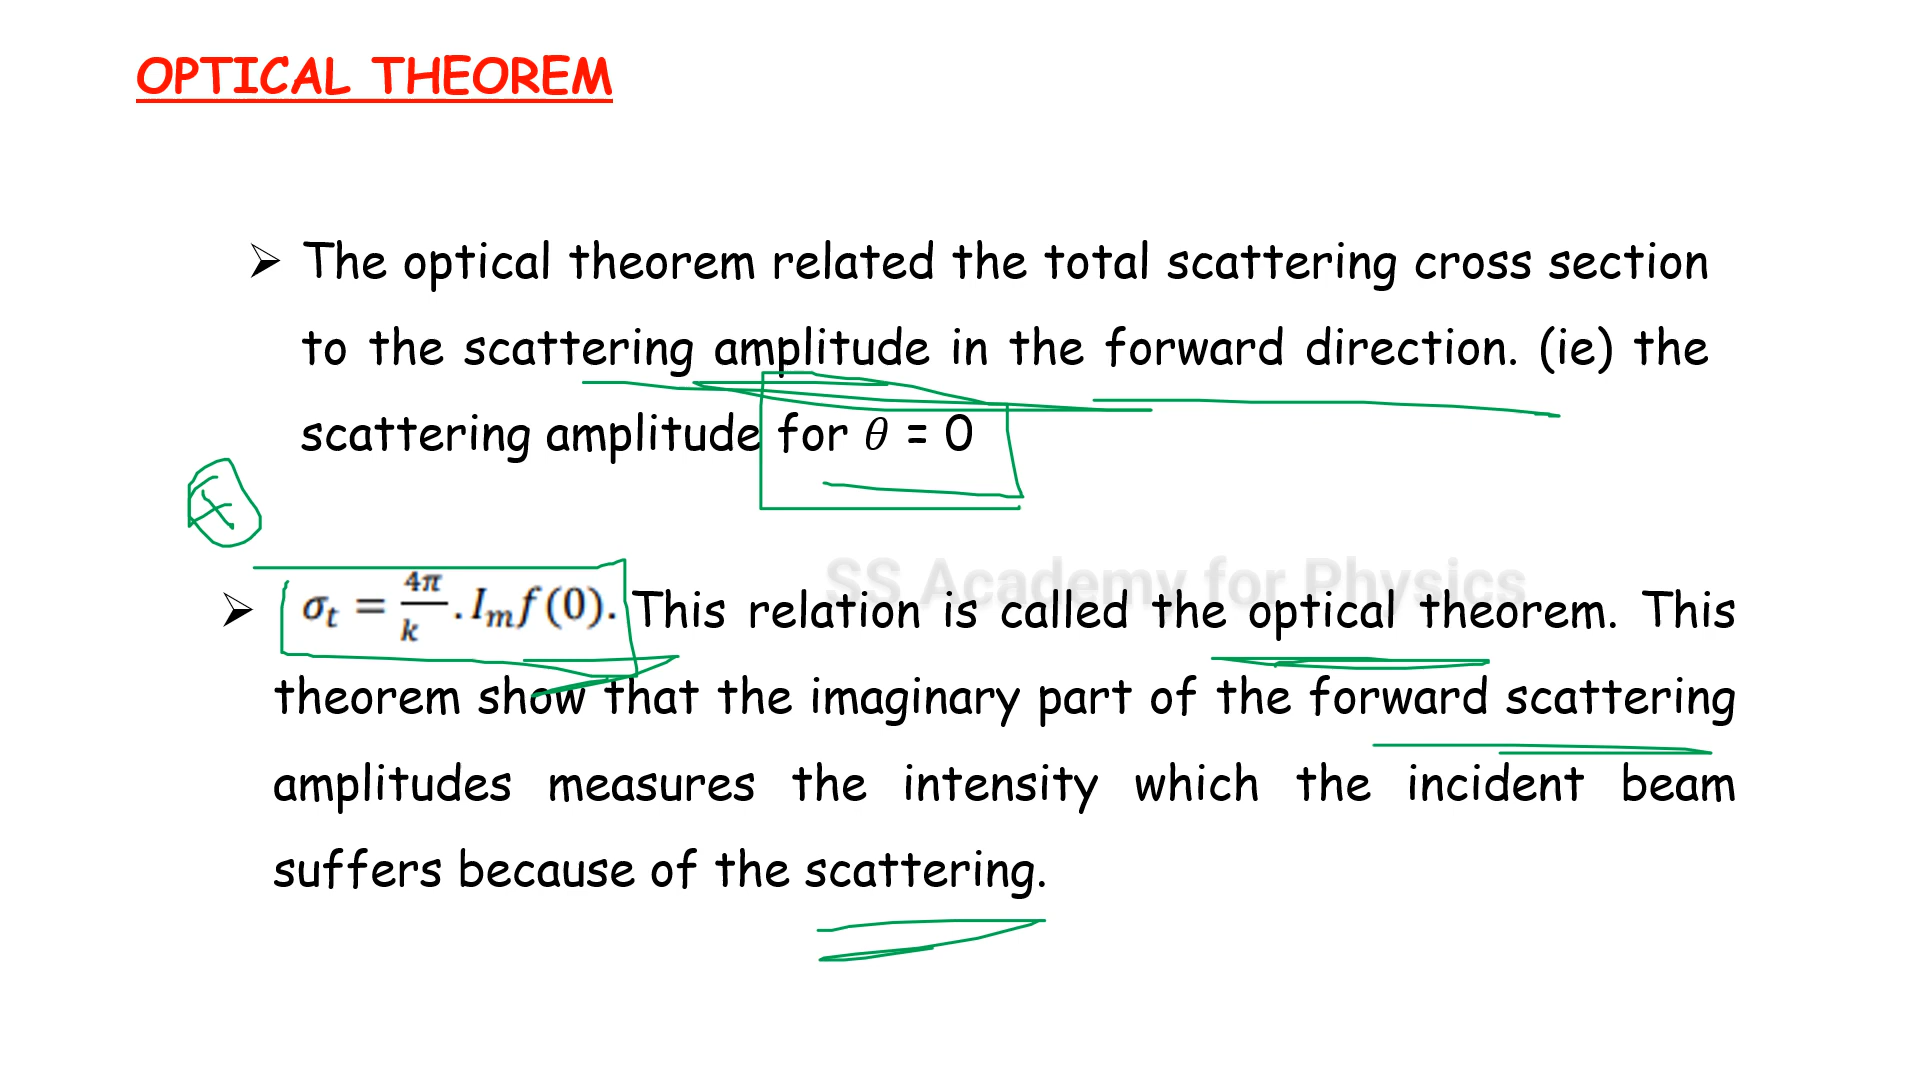 OPTICAL THEOREM
➢ The optical theorem related the total scattering cross section
to the scattering amplitude in the forward direction. (ie) the
scattering amplitude for θ = 0
SS Academy for Physics
➢ σₜ = 4π/k . Iₘf(0). This relation is called the optical theorem. This
theorem show that the imaginary part of the forward scattering
amplitudes measures the intensity which the incident beam
suffers because of the scattering.